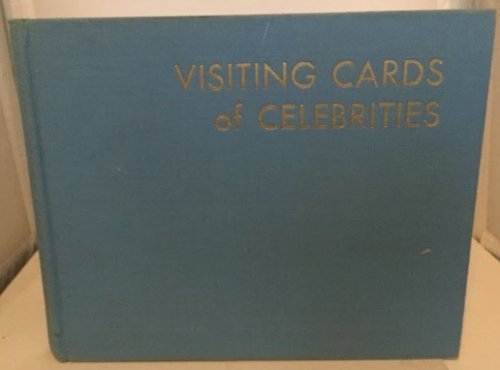 VISITING CARDS
of CELEBRITIES